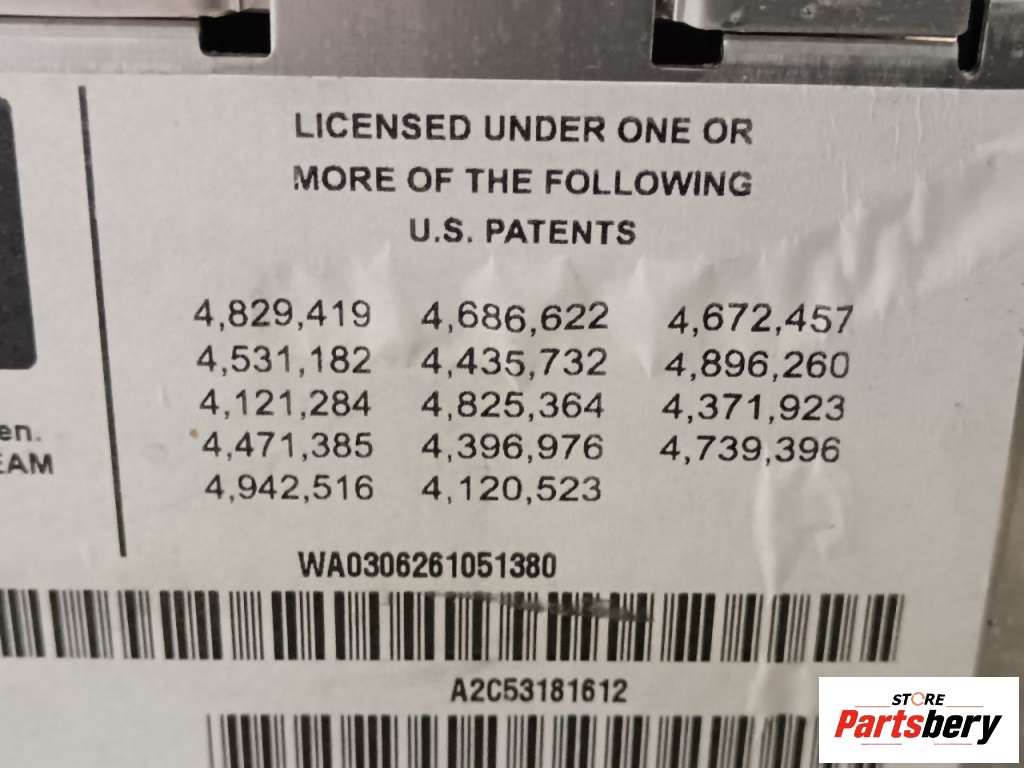 LICENSED UNDER ONE OR
MORE OF THE FOLLOWING
U.S. PATENTS
4,829,419 4,686,622 4,672,457
4,531,182 4,435,732 4,896,260
4,121,284 4,825,364 4,371,923
4,471,385 4,396,976 4,739,396
4,942,516 4,120,523
en.
EAM
WA0306261051380
A2C53181612
STORE
Partsbery